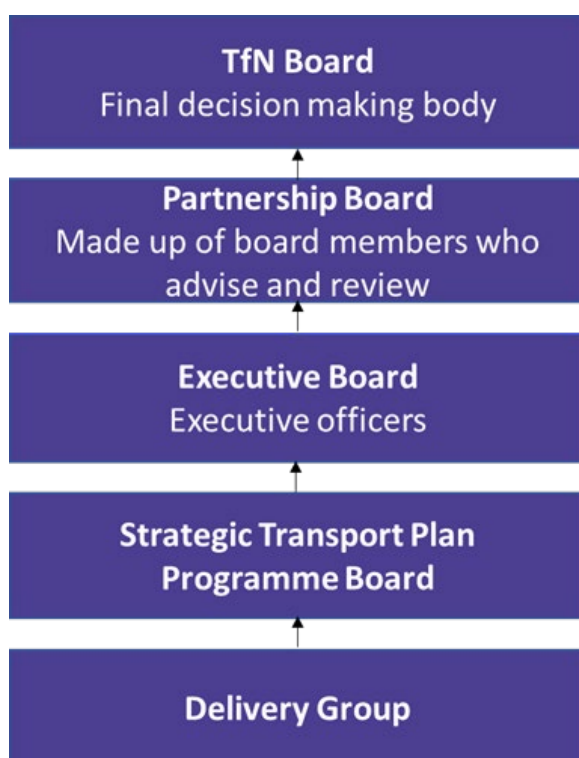 TfN Board
Final decision making body
Partnership Board
Made up of board members who
advise and review
Executive Board
Executive officers
Strategic Transport Plan
Programme Board
Delivery Group